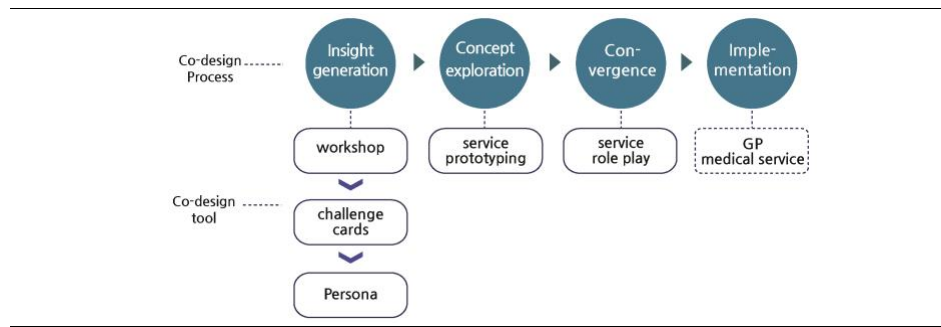 Co-design
Process
Insight
generation
Concept
exploration
Con-
vergence
Imple-
mentation
workshop
service
prototyping
service
role play
GP
medical service
Co-design
tool
challenge
cards
Persona